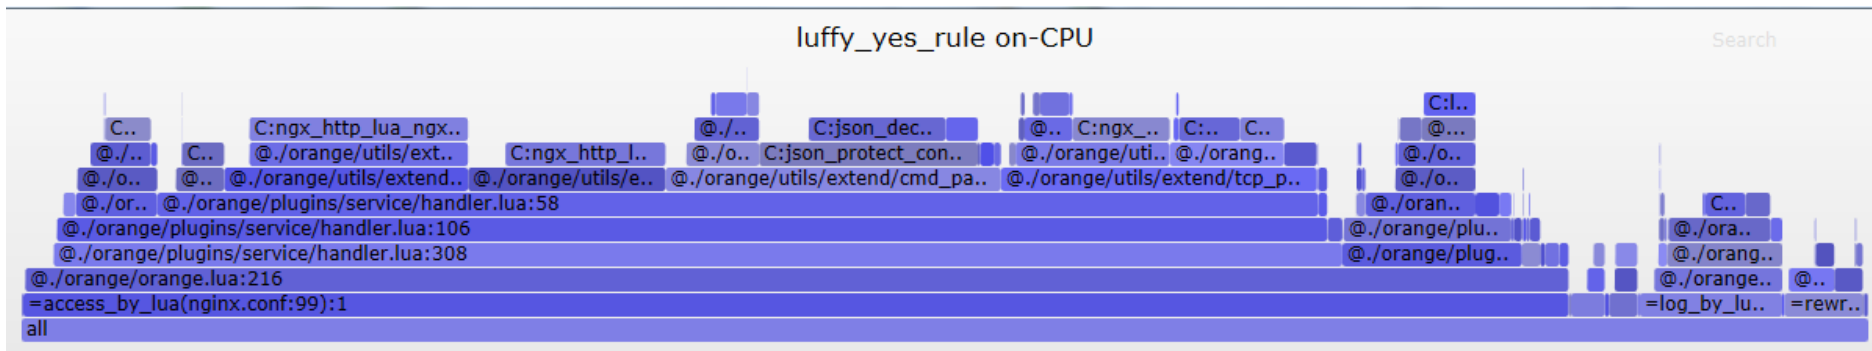 luffy_yes_rule on-CPU
Search
C:l..
C.. C:ngx_http_lua_ngx.. @./.. C:json_dec.. @.. C:ngx_.. C:.. C.. @...
@./.. C.. @./orange/utils/ext.. C:ngx_http_l.. @./o.. C:json_protect_con.. @./orange/uti.. @./orang.. @./o..
@./o.. @.. @./orange/utils/extend.. @./orange/utils/e.. @./orange/utils/extend/cmd_pa.. @./orange/utils/extend/tcp_p.. @./o..
@./or.. @./orange/plugins/service/handler.lua:58 @./oran.. C..
@./orange/plugins/service/handler.lua:106 @./orange/plu.. @./ora..
@./orange/plugins/service/handler.lua:308 @./orange/plug.. @./orang..
@./orange/orange.lua:216 @./orange.. @..
=access_by_lua(nginx.conf:99):1 =log_by_lu.. =rewr..
all